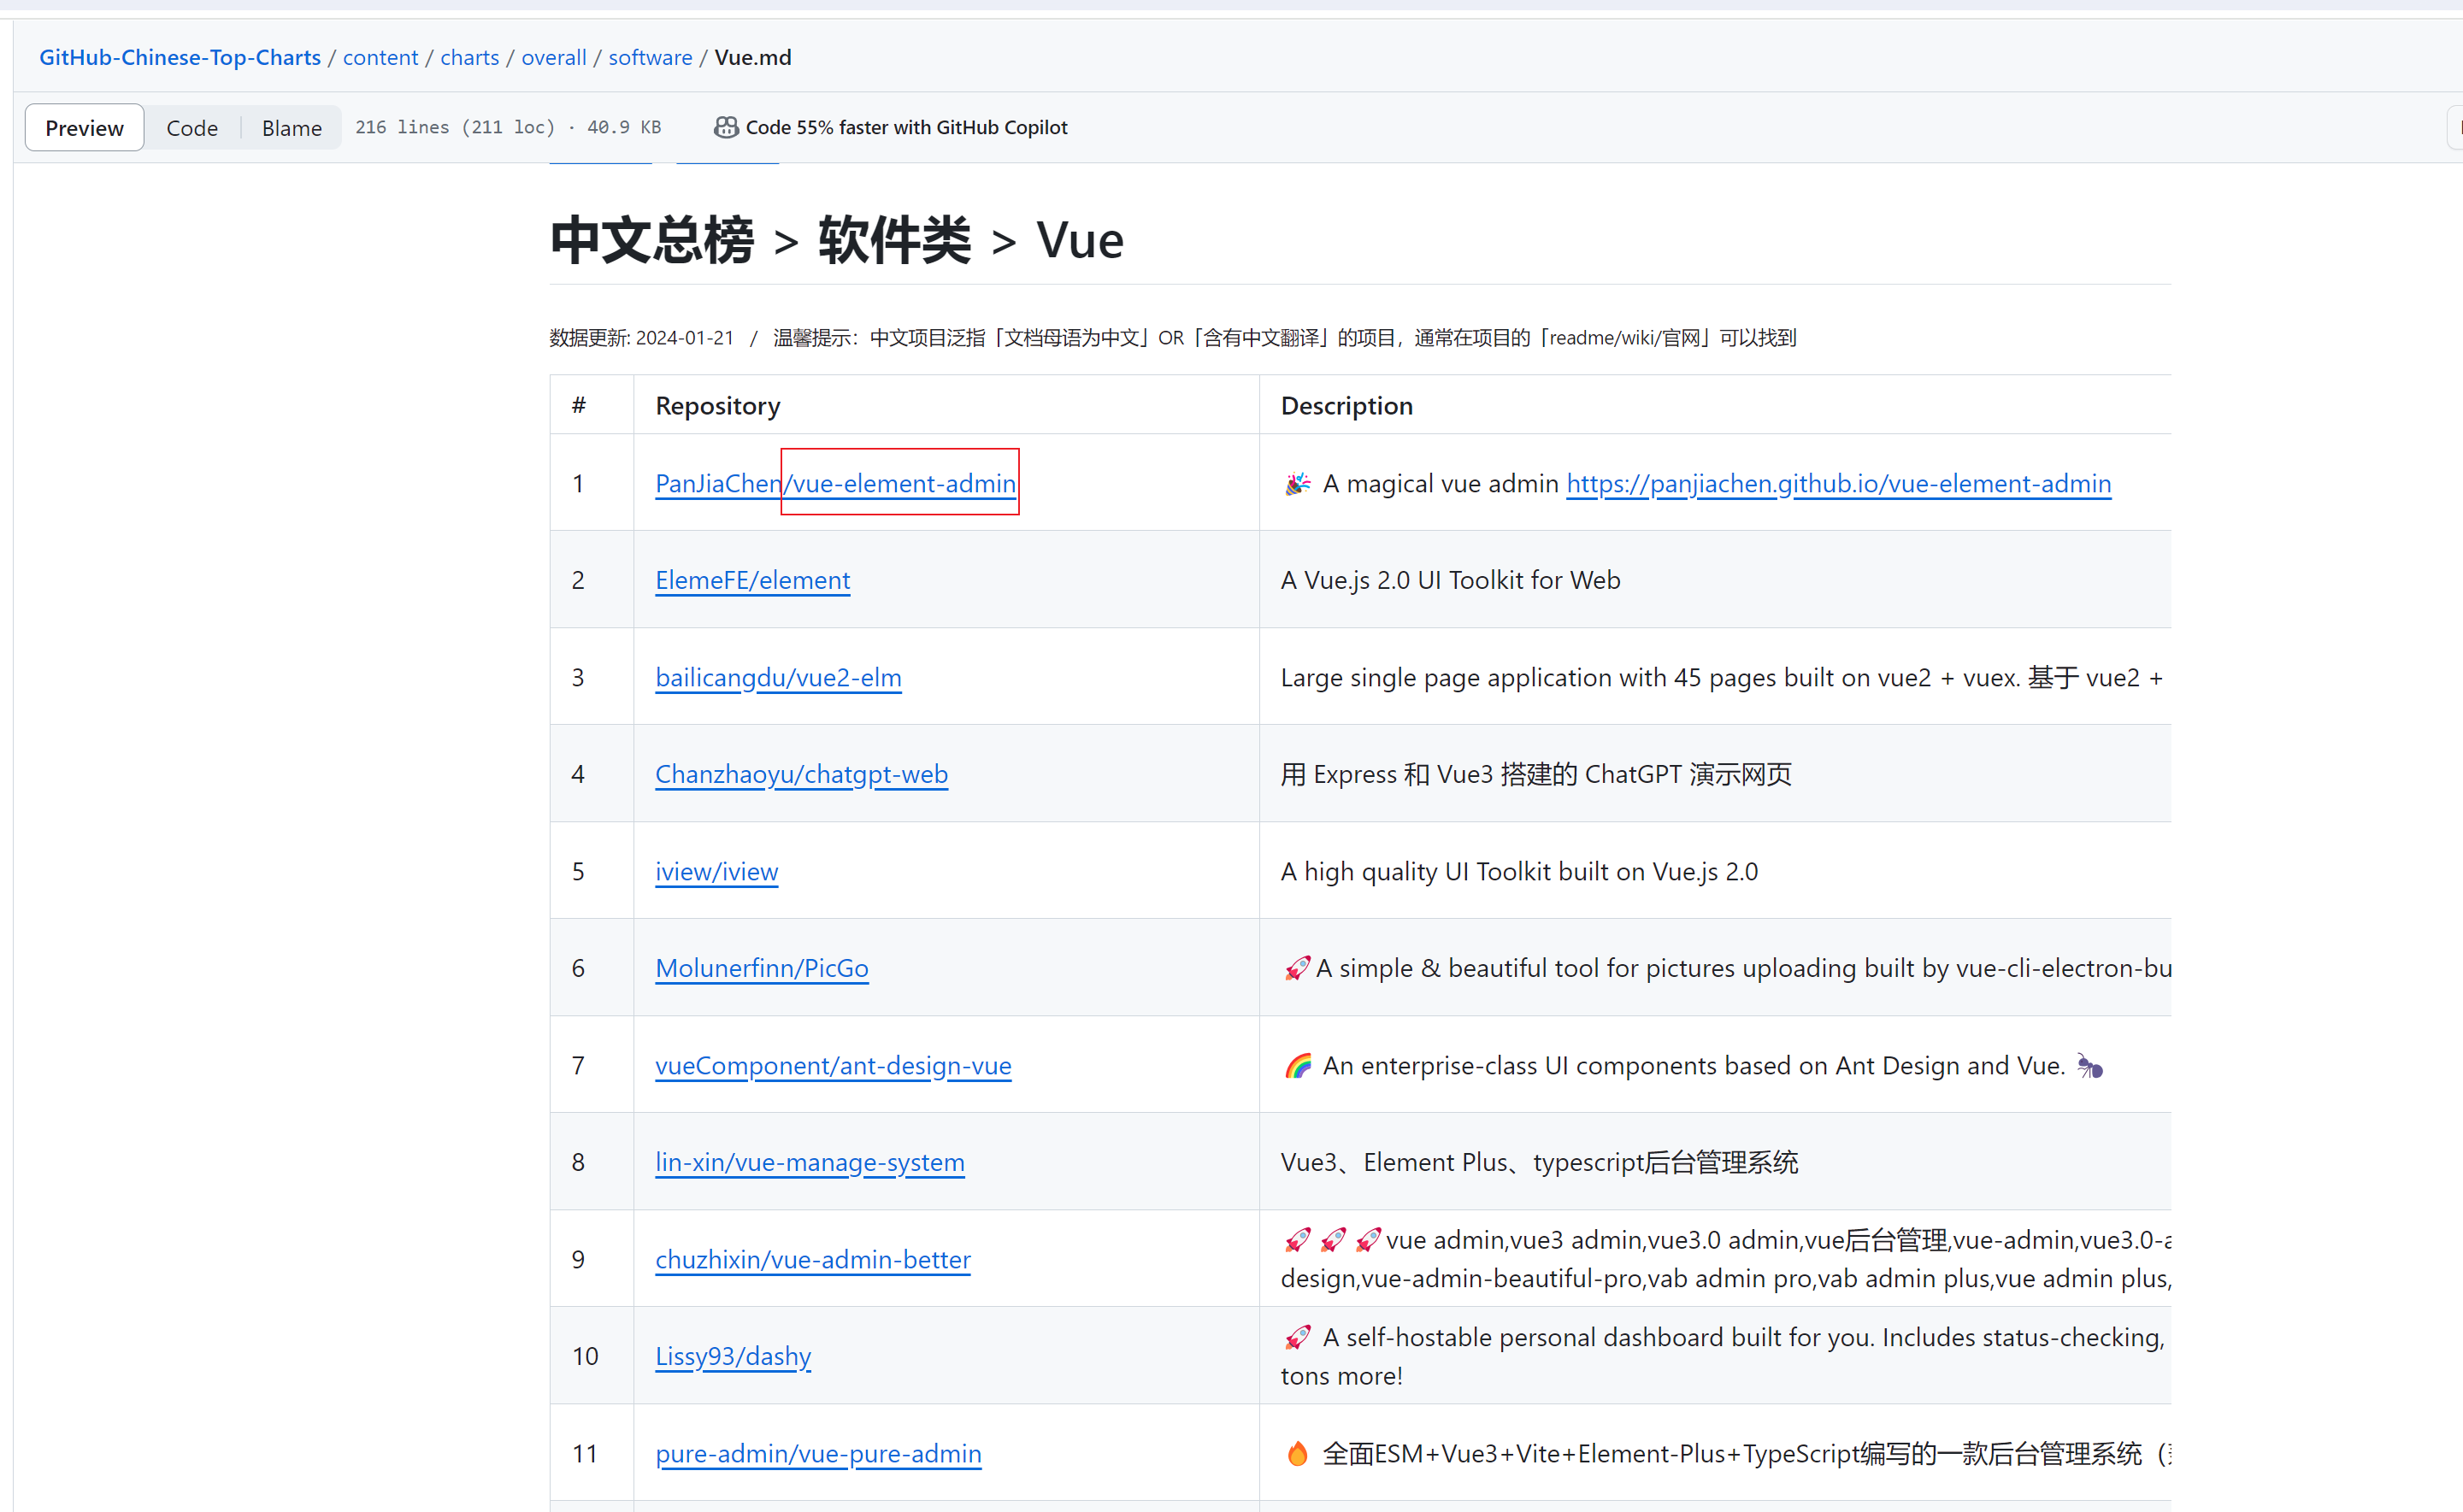 GitHub-Chinese-Top-Charts / content / charts / overall / software / Vue.md
Preview Code Blame 216 lines (211 loc) · 40.9 KB Code 55% faster with GitHub Copilot
中文总榜 > 软件类 > Vue
数据更新: 2024-01-21 / 温馨提示：中文项目泛指「文档母语为中文」OR「含有中文翻译」的项目，通常在项目的「readme/wiki/官网」可以找到
# Repository Description
1 PanJiaChen/vue-element-admin 🎉 A magical vue admin https://panjiachen.github.io/vue-element-admin
2 ElemeFE/element A Vue.js 2.0 UI Toolkit for Web
3 bailicangdu/vue2-elm Large single page application with 45 pages built on vue2 + vuex. 基于 vue2 +
4 Chanzhaoyu/chatgpt-web 用 Express 和 Vue3 搭建的 ChatGPT 演示网页
5 iview/iview A high quality UI Toolkit built on Vue.js 2.0
6 Molunerfinn/PicGo 🚀A simple & beautiful tool for pictures uploading built by vue-cli-electron-bu
7 vueComponent/ant-design-vue 🌈 An enterprise-class UI components based on Ant Design and Vue. 🐜
8 lin-xin/vue-manage-system Vue3、Element Plus、typescript后台管理系统
9 chuzhixin/vue-admin-better 🚀🚀🚀vue admin,vue3 admin,vue3.0 admin,vue后台管理,vue-admin,vue3.0-a
design,vue-admin-beautiful-pro,vab admin pro,vab admin plus,vue admin plus,
10 Lissy93/dashy 🚀 A self-hostable personal dashboard built for you. Includes status-checking,
tons more!
11 pure-admin/vue-pure-admin 🔥 全面ESM+Vue3+Vite+Element-Plus+TypeScript编写的一款后台管理系统（